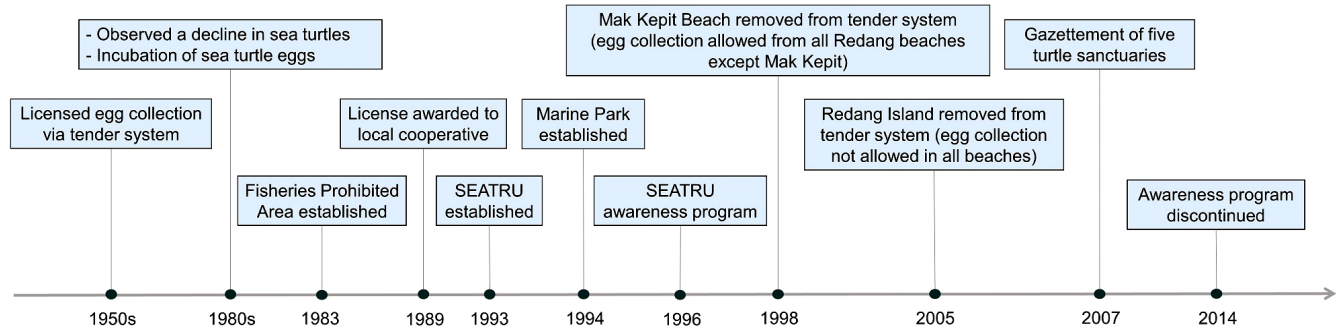 - Observed a decline in sea turtles
- Incubation of sea turtle eggs
Mak Kepit Beach removed from tender system
(egg collection allowed from all Redang beaches
except Mak Kepit)
Gazettement of five
turtle sanctuaries
Licensed egg collection
via tender system
License awarded to
local cooperative
Marine Park
established
Redang Island removed from
tender system (egg collection
not allowed in all beaches)
Fisheries Prohibited
Area established
SEATRU
established
SEATRU
awareness program
Awareness program
discontinued
1950s 1980s 1983 1989 1993 1994 1996 1998 2005 2007 2014